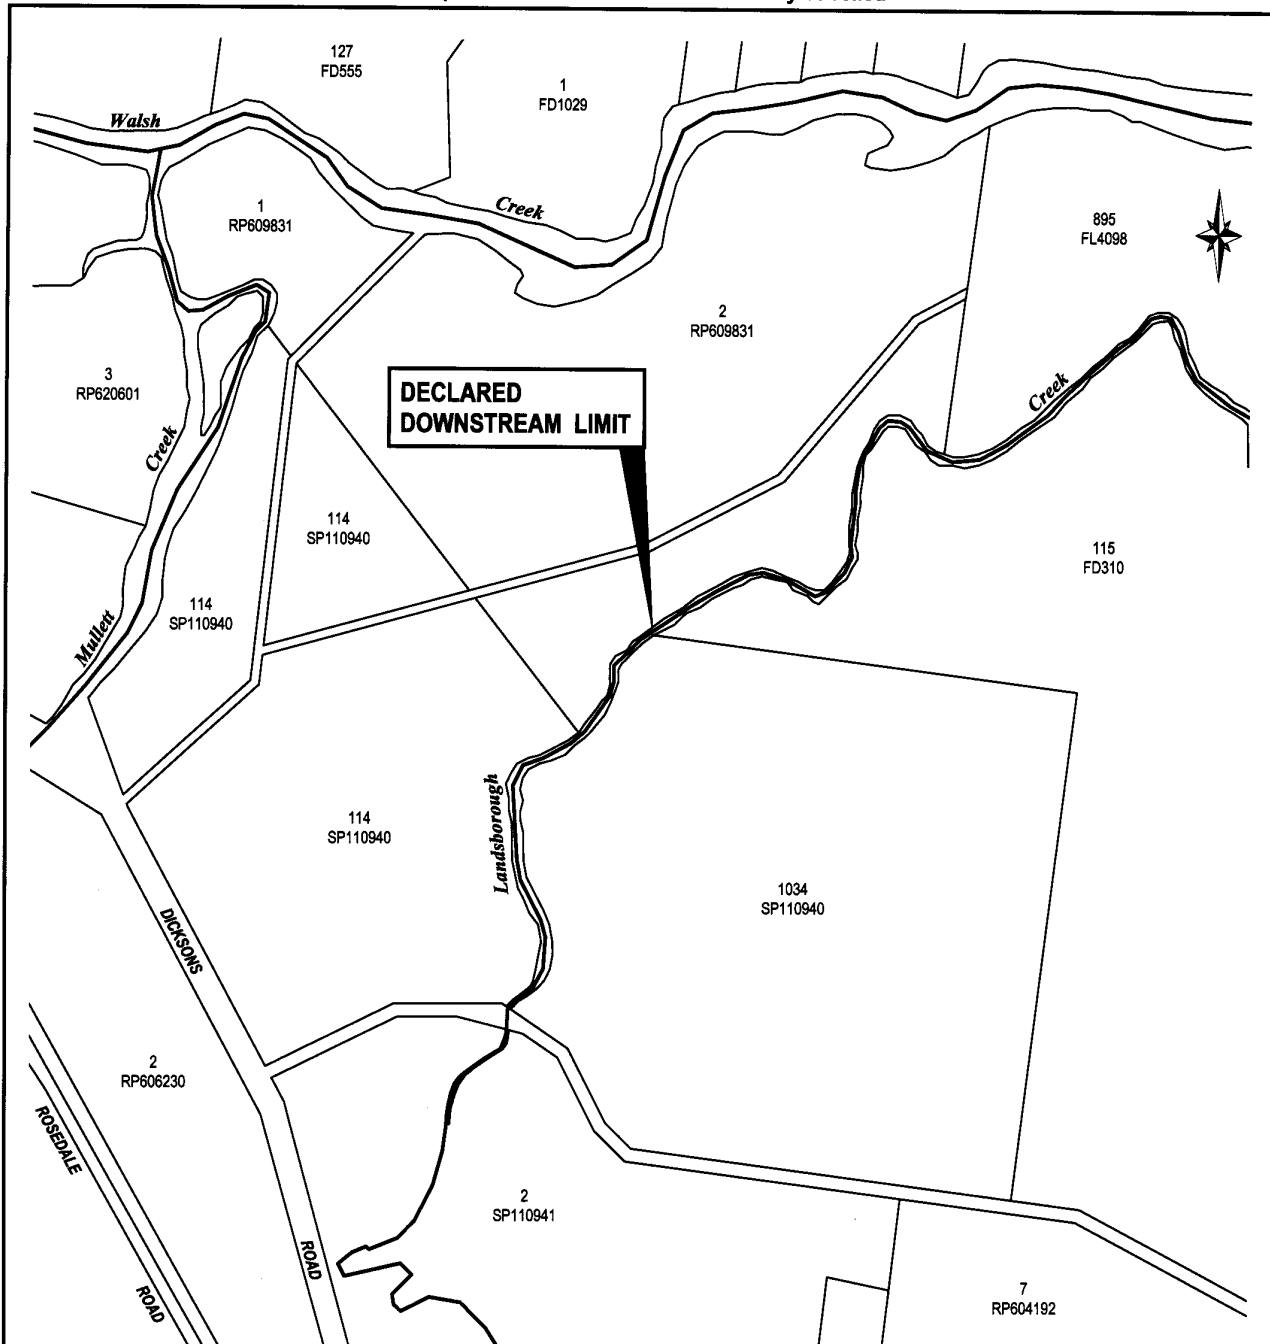 127
FD555
1
FD1029
Walsh
Creek
1
RP609831
895
FL4098
2
RP609831
3
RP620601
DECLARED
DOWNSTREAM LIMIT
Creek
Creek
114
SP110940
115
FD310
114
SP110940
Mullett
114
SP110940
Landsborough
1034
SP110940
DICKSONS
2
RP606230
ROSEDALE
2
SP110941
ROAD
ROAD
7
RP604192